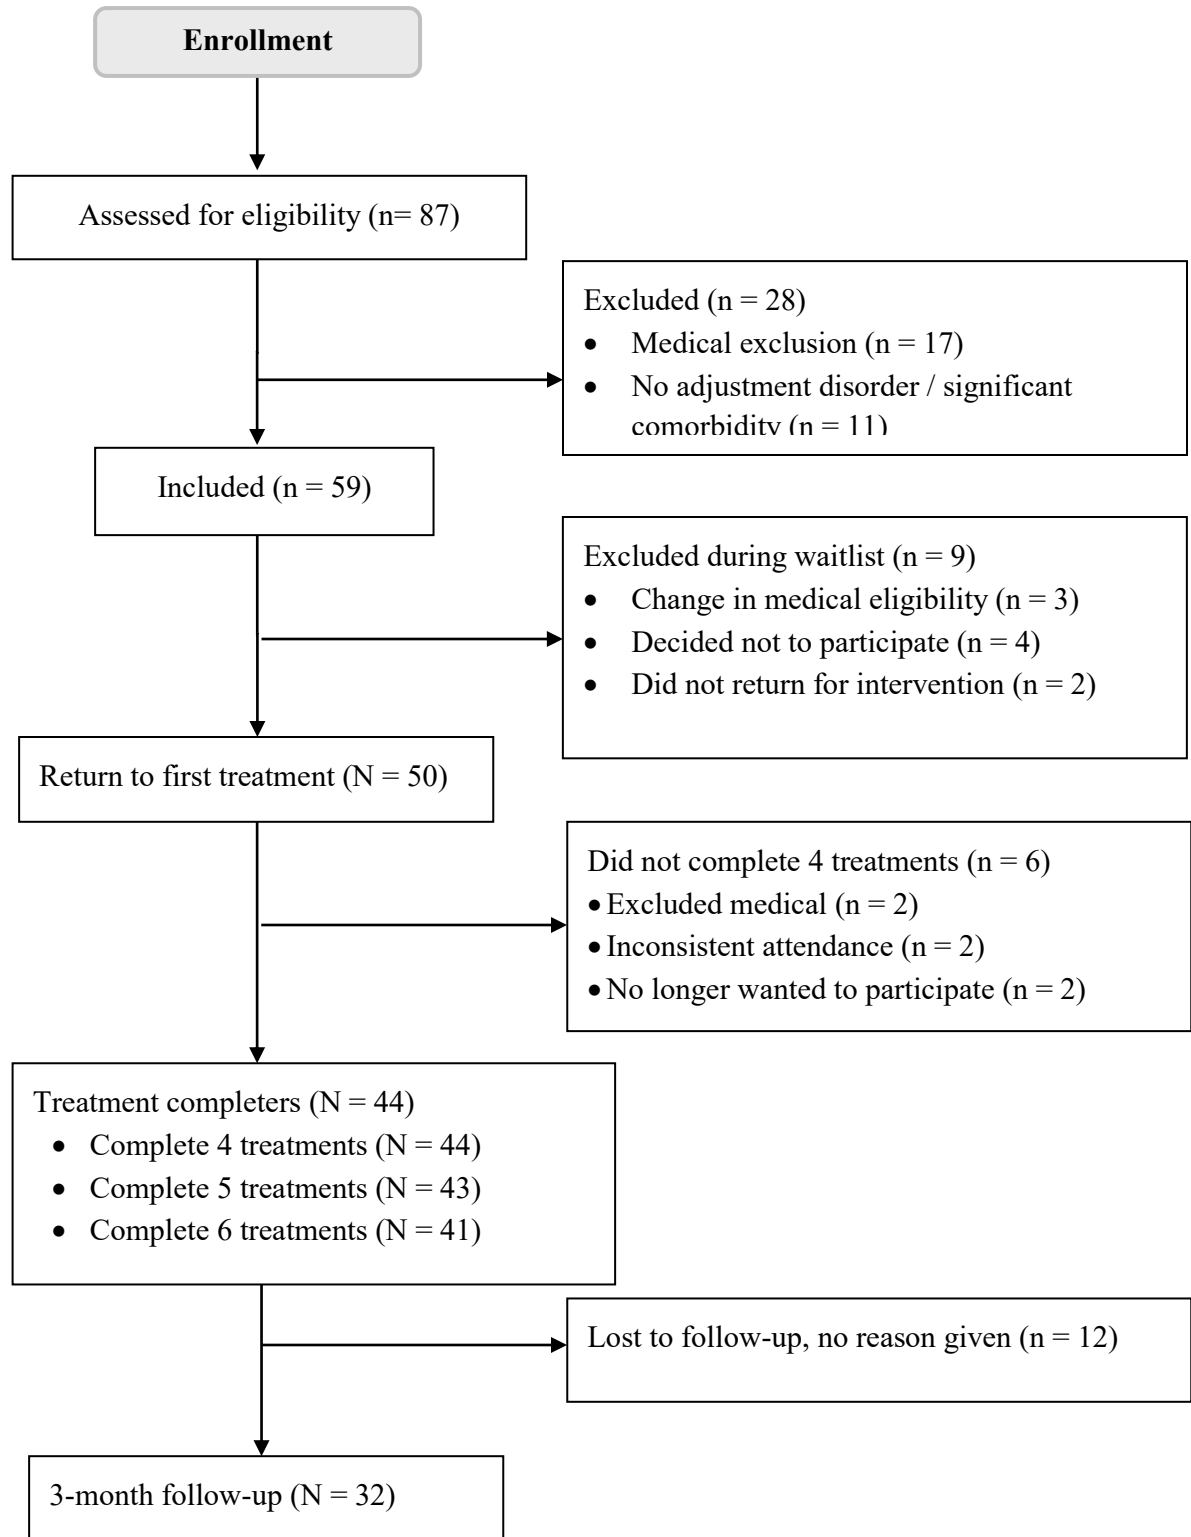 Enrollment
Assessed for eligibility (n= 87)
Excluded (n = 28)
• Medical exclusion (n = 17)
• No adjustment disorder / significant
comorbidity (n = 11)
Included (n = 59)
Excluded during waitlist (n = 9)
• Change in medical eligibility (n = 3)
• Decided not to participate (n = 4)
• Did not return for intervention (n = 2)
Return to first treatment (N = 50)
Did not complete 4 treatments (n = 6)
• Excluded medical (n = 2)
• Inconsistent attendance (n = 2)
• No longer wanted to participate (n = 2)
Treatment completers (N = 44)
• Complete 4 treatments (N = 44)
• Complete 5 treatments (N = 43)
• Complete 6 treatments (N = 41)
Lost to follow-up, no reason given (n = 12)
3-month follow-up (N = 32)